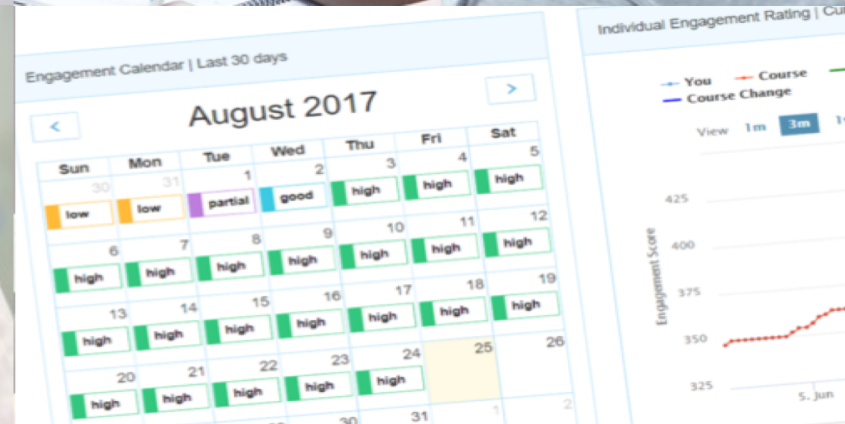 Engagement Calendar | Last 30 days
<
August 2017
>
Sun Mon Tue Wed Thu Fri Sat
30 31 1 2 3 4 5
low low partial good high high high
6 7 8 9 10 11 12
high high high high high high high
13 14 15 16 17 18 19
high high high high high high high
20 21 22 23 24 25 26
high high high high high
30 31 1 2
Individual Engagement Rating |
You Course
Course Change
View 1m 3m
Engagement Score
425
400
375
350
325
5. Jun